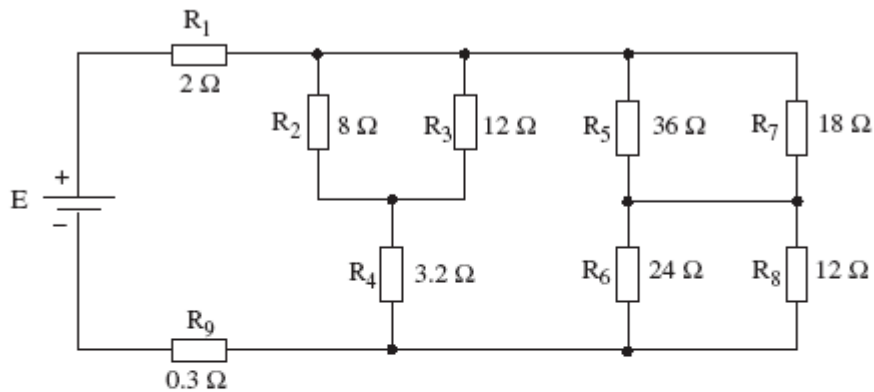 R1
2 Ω
R2 8 Ω
R3 12 Ω
R5 36 Ω
R7 18 Ω
+
E
−
R4 3.2 Ω
R6 24 Ω
R8 12 Ω
R9
0.3 Ω